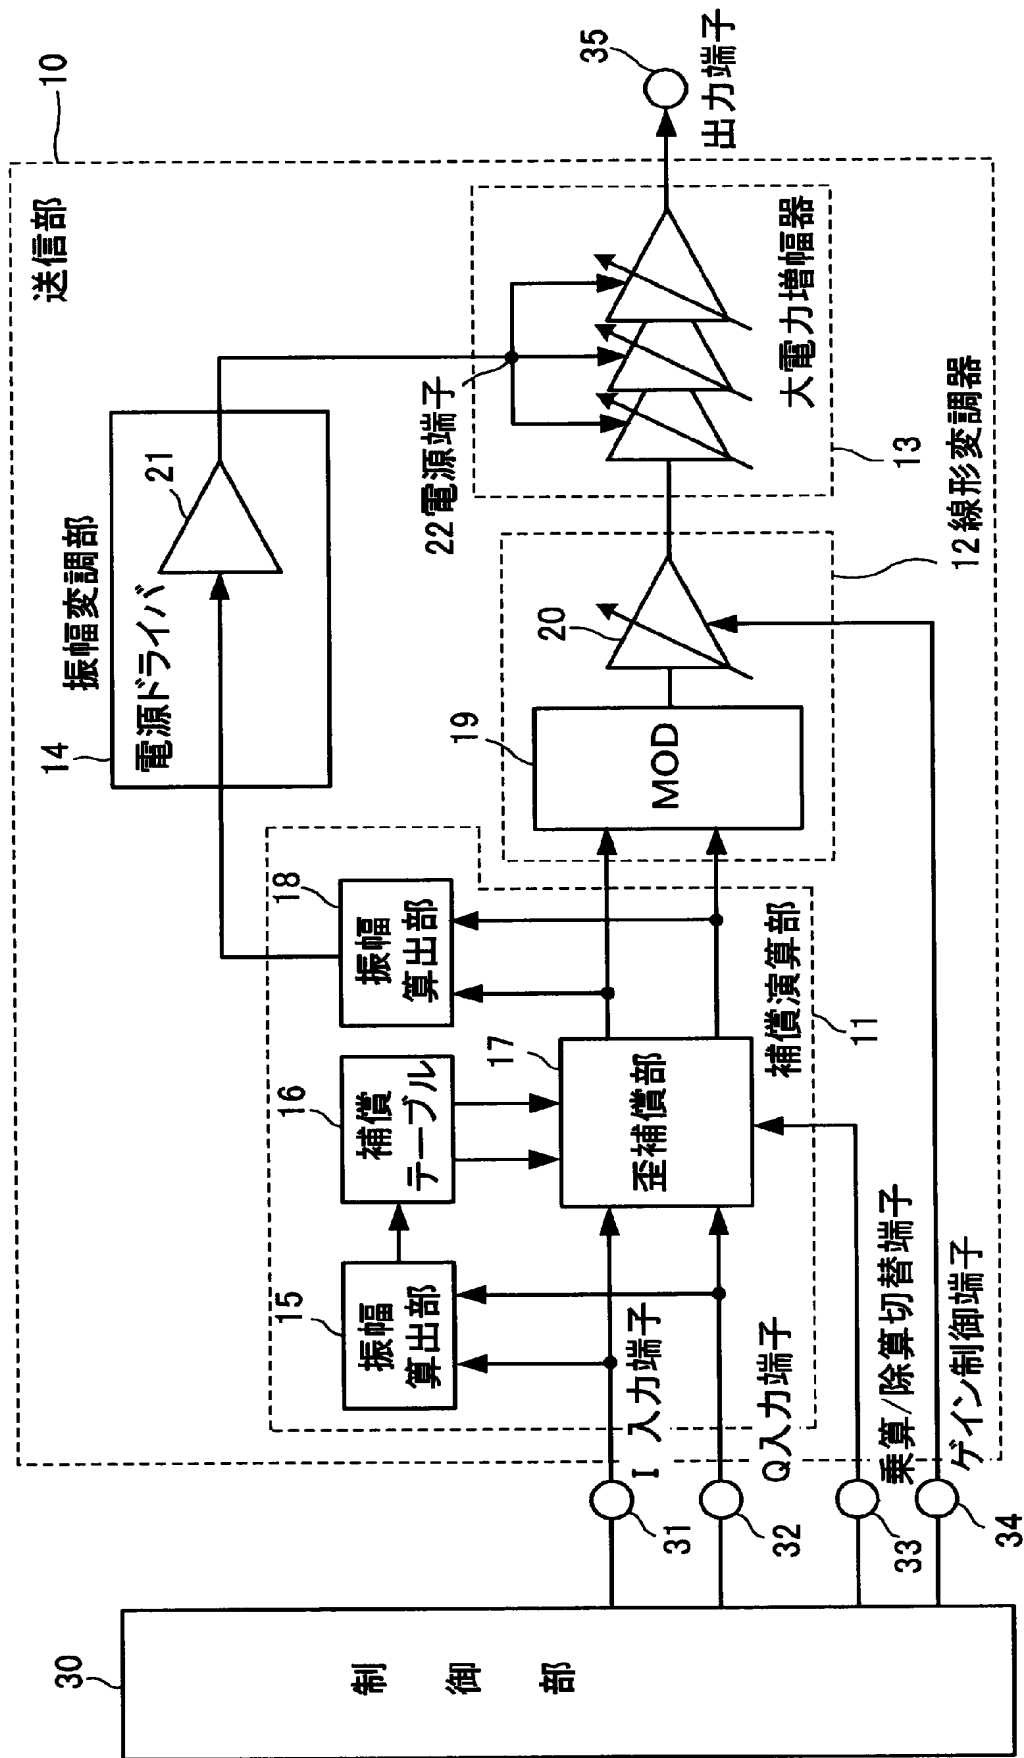 10
送信部
振幅変調部
14
電源ドライバ
21
22電源端子
35
出力端子
大電力増幅器
13
12線形変調器
20
19
MOD
18
振幅
算出部
16
補償
テーブル
15
振幅
算出部
17
歪補償部
補償演算部
11
I 入力端子
31
Q入力端子
32
乗算/除算切替端子
33
ゲイン制御端子
34
30
制御部